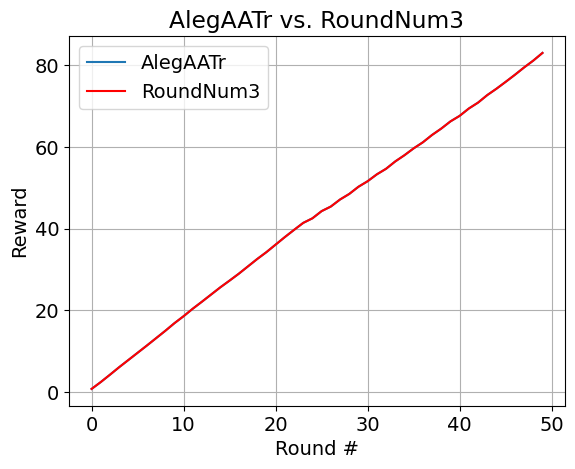 AlegAATr vs. RoundNum3
AlegAATr
RoundNum3
80
60
40
20
0
Reward
0 10 20 30 40 50
Round #